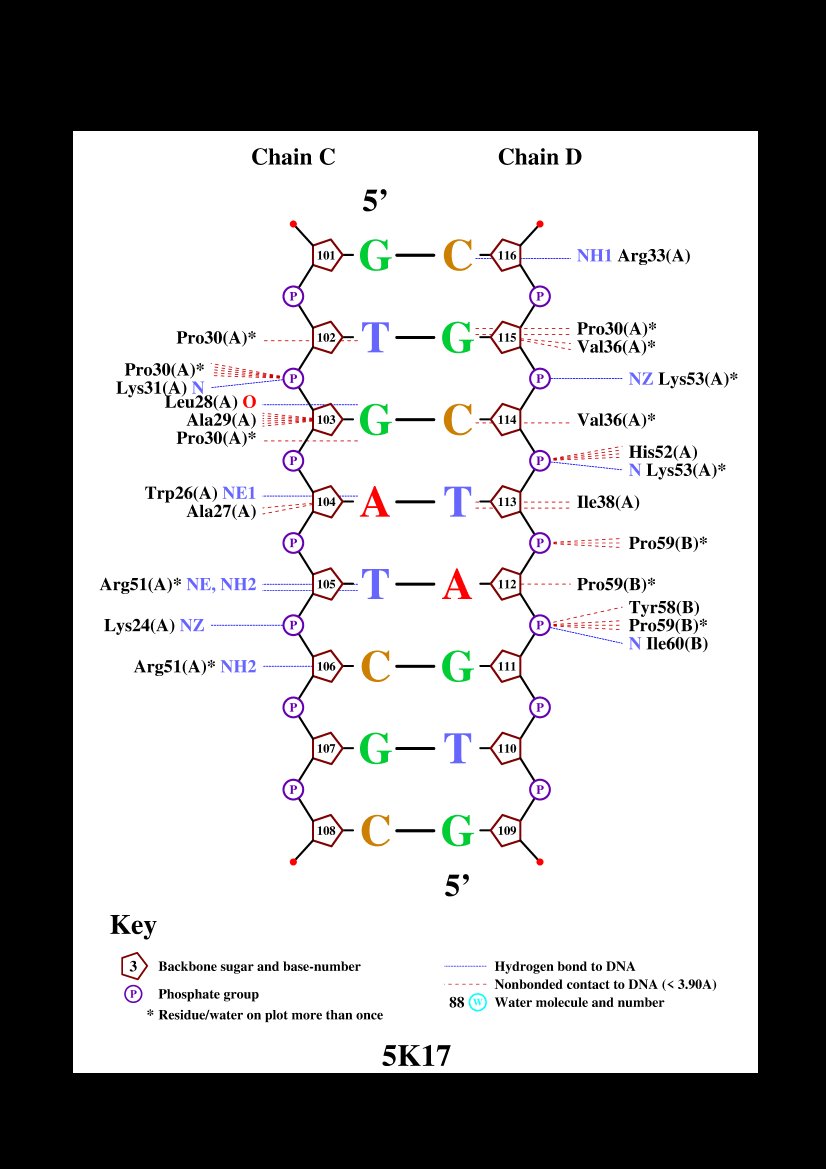 Chain C Chain D
5’
101 G C 116 NH1 Arg33(A)
P P
Pro30(A)* 102 T G 115 Pro30(A)*
Val36(A)*
Pro30(A)* P P NZ Lys53(A)*
Lys31(A) N
Leu28(A) O
Ala29(A) 103 G C 114 Val36(A)*
Pro30(A)*
P P His52(A)
N Lys53(A)*
Trp26(A) NE1 104 A T 113 Ile38(A)
Ala27(A)
P P Pro59(B)*
Arg51(A)* NE, NH2 105 T A 112 Pro59(B)*
Tyr58(B)
Lys24(A) NZ P P Pro59(B)*
N Ile60(B)
Arg51(A)* NH2 106 C G 111
P P
107 G T 110
P P
108 C G 109
5’
Key
3 Backbone sugar and base-number
P Phosphate group
* Residue/water on plot more than once
Hydrogen bond to DNA
Nonbonded contact to DNA (< 3.90A)
88 W Water molecule and number
5K17